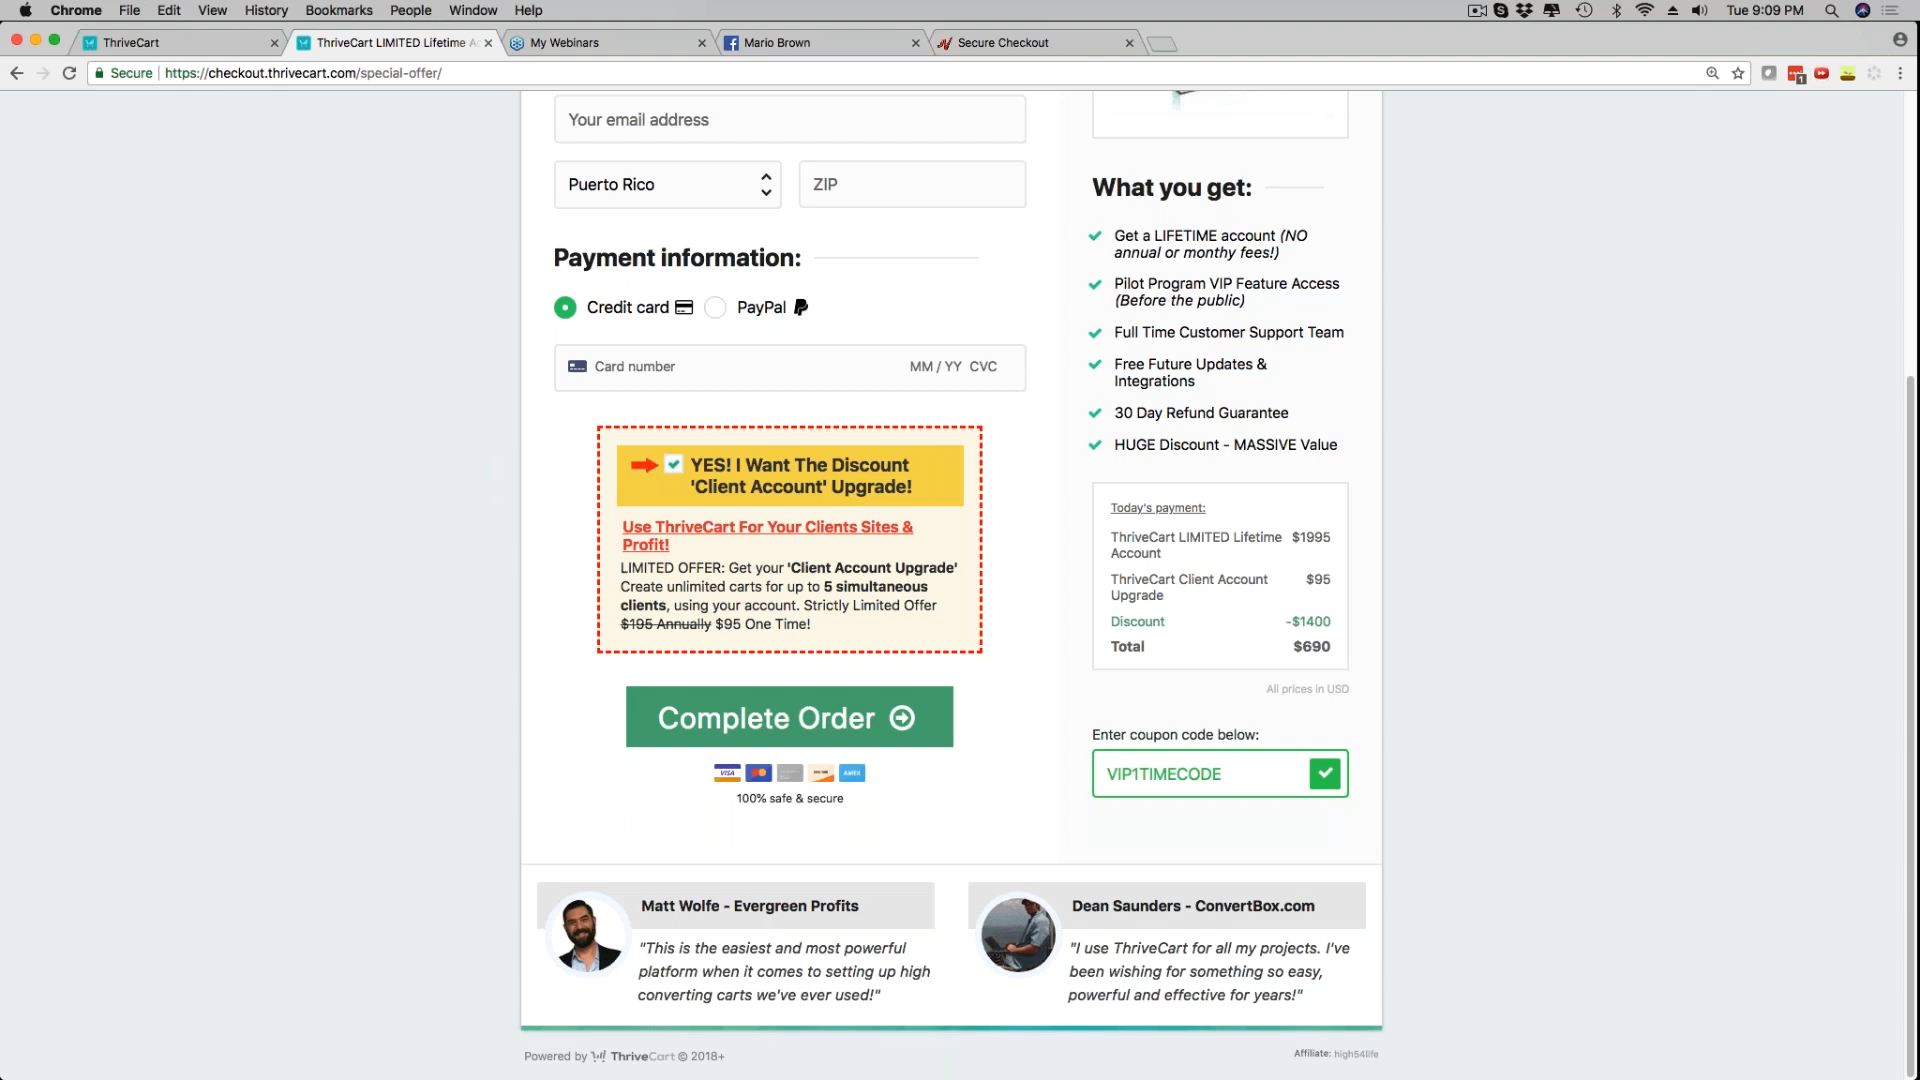 Chrome File Edit View History Bookmarks People Window Help
Tue 9:09 PM
ThriveCart
ThriveCart LIMITED Lifetime Ac
My Webinars
Mario Brown
Secure Checkout
Secure | https://checkout.thrivecart.com/special-offer/
1
Your email address
Puerto Rico
ZIP
Payment information:
Credit card
PayPal
Card number
MM / YY CVC
YES! I Want The Discount
'Client Account' Upgrade!
Use ThriveCart For Your Clients Sites &
Profit!
LIMITED OFFER: Get your 'Client Account Upgrade'
Create unlimited carts for up to 5 simultaneous
clients, using your account. Strictly Limited Offer
$195 Annually $95 One Time!
Complete Order
VISA
AMEX
100% safe & secure
What you get:
Get a LIFETIME account (NO
annual or monthy fees!)
Pilot Program VIP Feature Access
(Before the public)
Full Time Customer Support Team
Free Future Updates &
Integrations
30 Day Refund Guarantee
HUGE Discount - MASSIVE Value
Today's payment:
ThriveCart LIMITED Lifetime $1995
Account
ThriveCart Client Account $95
Upgrade
Discount -$1400
Total $690
All prices in USD
Enter coupon code below:
VIP1TIMECODE
Matt Wolfe - Evergreen Profits
"This is the easiest and most powerful
platform when it comes to setting up high
converting carts we've ever used!"
Dean Saunders - ConvertBox.com
"I use ThriveCart for all my projects. I've
been wishing for something so easy,
powerful and effective for years!"
Powered by ThriveCart © 2018+
Affiliate: high54life